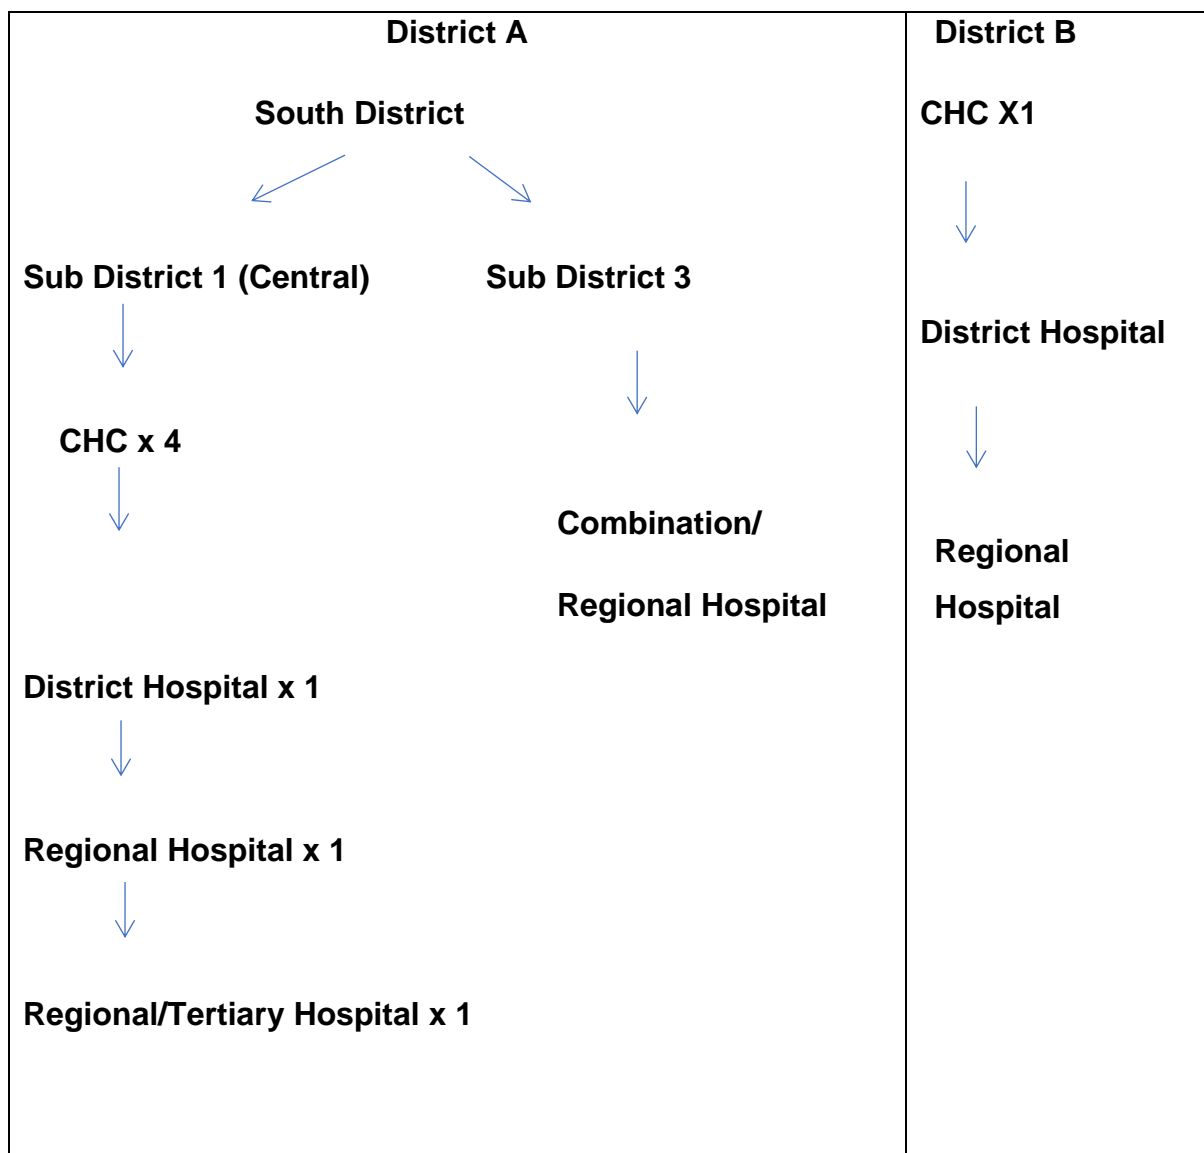 District A
South District
Sub District 1 (Central)
Sub District 3
CHC x 4
Combination/
Regional Hospital
District Hospital x 1
Regional Hospital x 1
Regional/Tertiary Hospital x 1
District B
CHC X1
District Hospital
Regional
Hospital